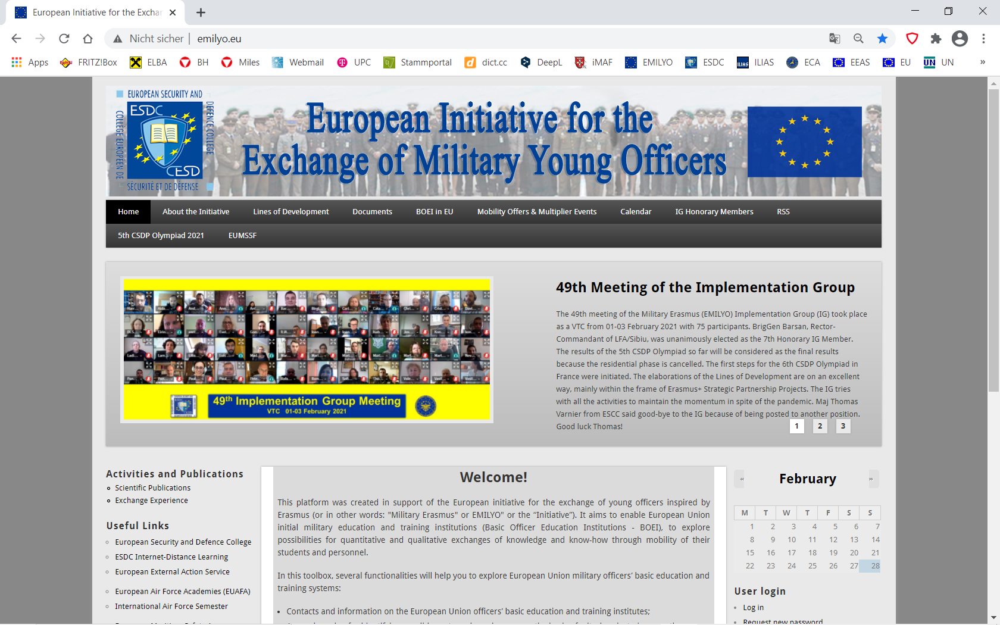 European Initiative for the Exchan
Nicht sicher | emilyo.eu
Apps FRITZ!Box ELBA BH Miles Webmail UPC Stammportal dict.cc DeepL iMAF EMILYO ESDC ILIAS ECA EEAS EU UN »
EUROPEAN SECURITY AND
DEFENCE COLLEGE
COLLEGE EUROPÉEN DE
SÉCURITÉ ET DE DÉFENSE
ESDC
CESD
European Initiative for the
Exchange of Military Young Officers
Home About the Initiative Lines of Development Documents BOEI in EU Mobility Offers & Multiplier Events Calendar IG Honorary Members RSS
5th CSDP Olympiad 2021 EUMSSF
49th Implementation Group Meeting
VTC 01-03 February 2021
49th Meeting of the Implementation Group
The 49th meeting of the Military Erasmus (EMILYO) Implementation Group (IG) took place
as a VTC from 01-03 February 2021 with 75 participants. BrigGen Barsan, Rector-
Commandant of LFA/Sibiu, was unanimously elected as the 7th Honorary IG Member.
The results of the 5th CSDP Olympiad so far will be considered as the final results
because the residential phase is cancelled. The first steps for the 6th CSDP Olympiad in
France were initiated. The elaborations of the Lines of Development are on an excellent
way, mainly within the frame of Erasmus+ Strategic Partnership Projects. The IG tries
with all the activities to maintain the momentum in spite of the pandemic. Maj Thomas
Varnier from ESCC said good-bye to the IG because of being posted to another position.
Good luck Thomas!
1 2 3
Activities and Publications
Scientific Publications
Exchange Experience
Useful Links
European Security and Defence College
ESDC Internet-Distance Learning
European External Action Service
European Air Force Academies (EUAFA)
International Air Force Semester
Welcome!
This platform was created in support of the European initiative for the exchange of young officers inspired by
Erasmus (or in other words: "Military Erasmus" or EMILYO" or the “Initiative”). It aims to enable European Union
initial military education and training institutions (Basic Officer Education Institutions - BOEI), to explore
possibilities for quantitative and qualitative exchanges of knowledge and know-how through mobility of their
students and personnel.
In this toolbox, several functionalities will help you to explore European Union military officers’ basic education and
training systems:
• Contacts and information on the European Union officers’ basic education and training institutes;
« February »
M T W T F S S
1 2 3 4 5 6 7
8 9 10 11 12 13 14
15 16 17 18 19 20 21
22 23 24 25 26 27 28
User login
Log in
Request new password